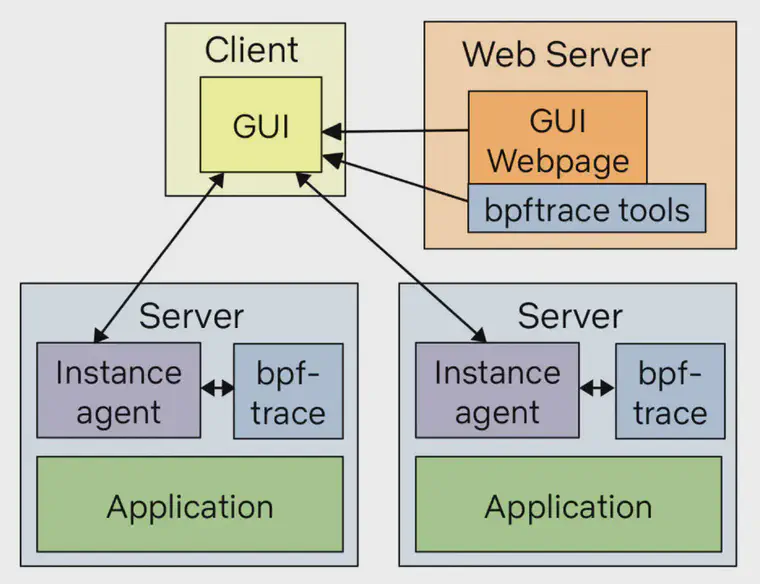 Client
GUI
Web Server
GUI
Webpage
bpftrace tools
Server
Instance
agent
bpf-
trace
Application
Server
Instance
agent
bpf-
trace
Application